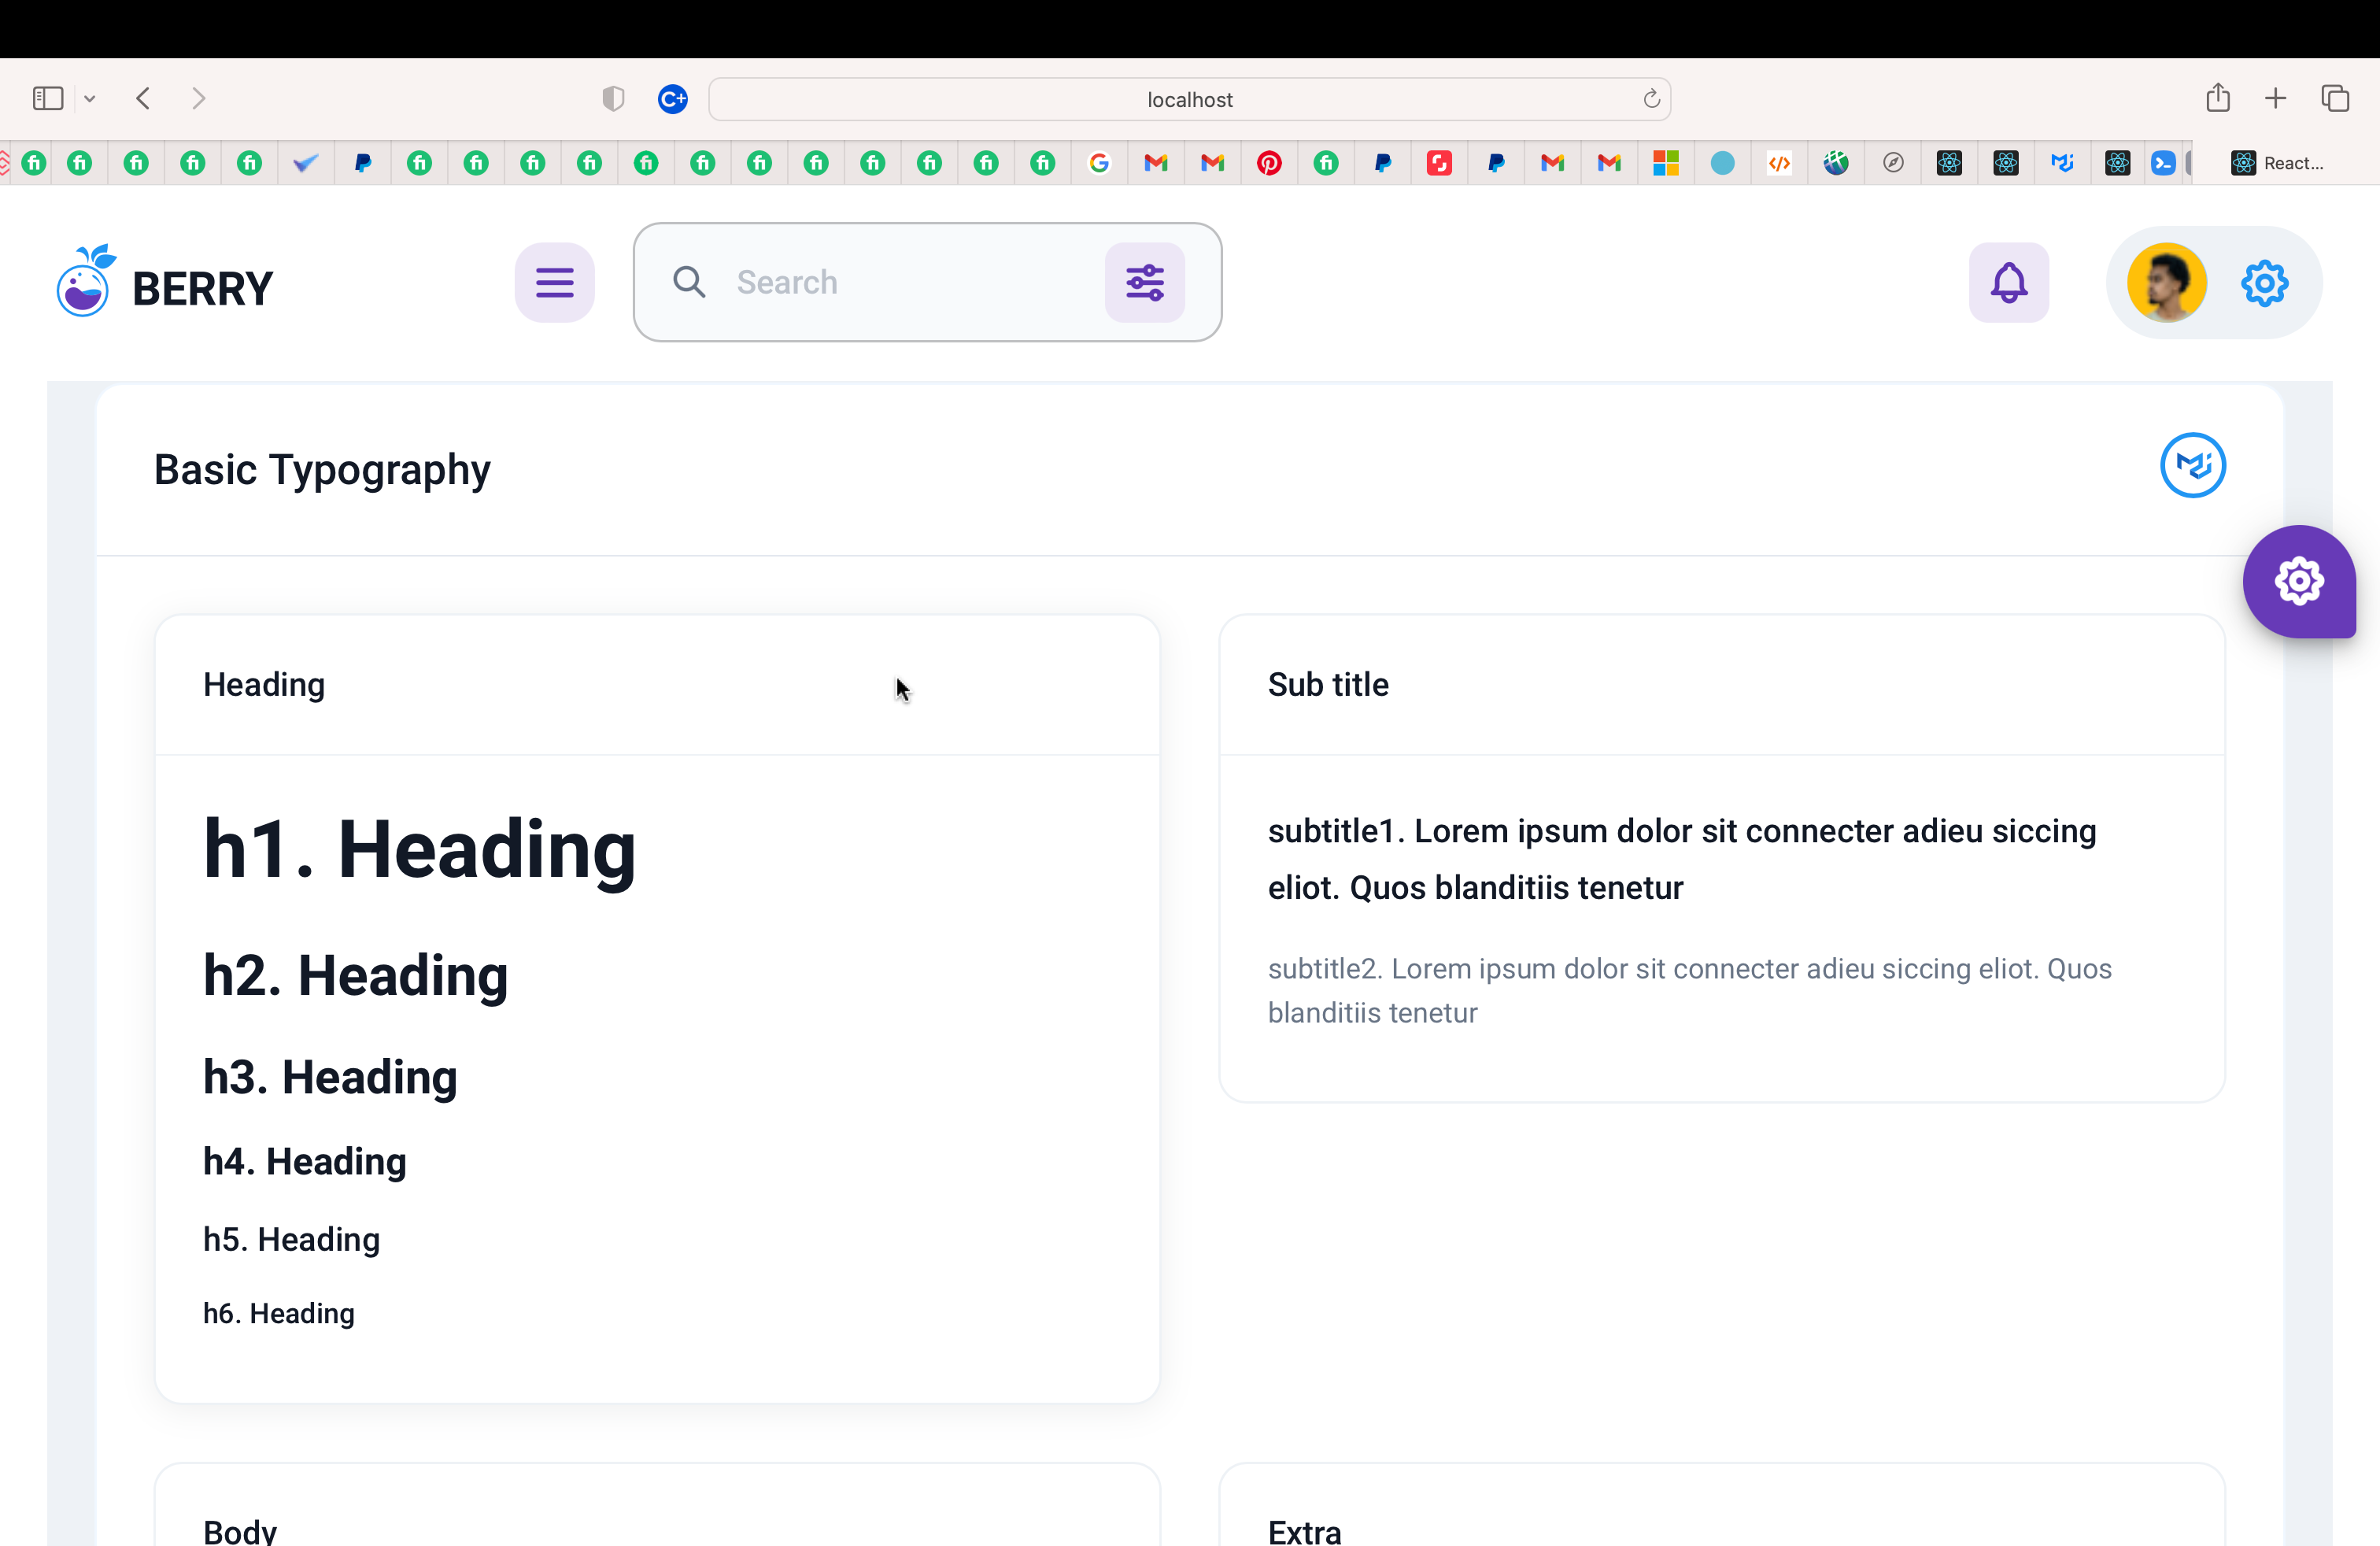 localhost
React...
BERRY
Search
Basic Typography
Heading
h1. Heading
h2. Heading
h3. Heading
h4. Heading
h5. Heading
h6. Heading
Sub title
subtitle1. Lorem ipsum dolor sit connecter adieu siccing
eliot. Quos blanditiis tenetur
subtitle2. Lorem ipsum dolor sit connecter adieu siccing eliot. Quos
blanditiis tenetur
Body
Extra